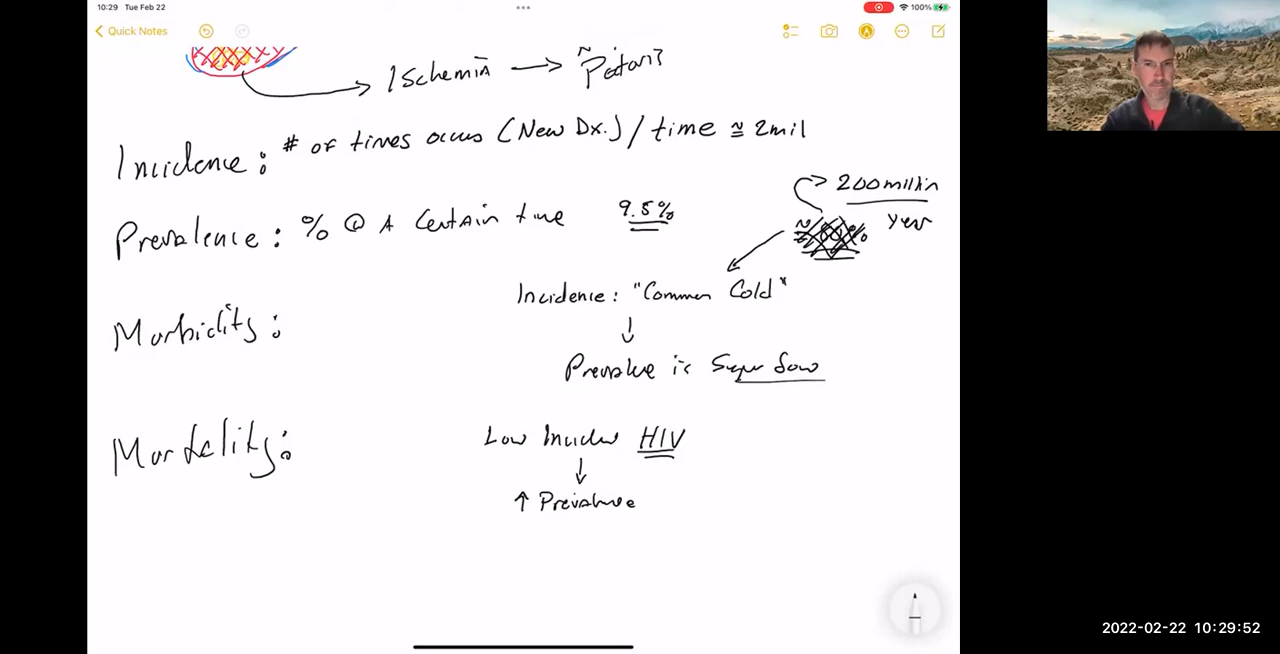 10:29 Tue Feb 22
100%
Quick Notes
Ischemia →
Incidence: # of times occurs (New Dx.) / time ≅ 2mil
Prevalence: % @ A Certain time 9.5%
200 million
year
Incidence: "Common Cold"
Morbidity:
Prevalence is Super Low
Mortality:
Low Incidence HIV
↑ Prevalence
2022-02-22 10:29:52